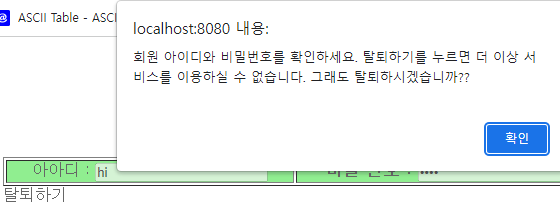 ASCII Table - ASC
localhost:8080 내용:
회원 아이디와 비밀번호를 확인하세요. 탈퇴하기를 누르면 더 이상 서
비스를 이용하실 수 없습니다. 그래도 탈퇴하시겠습니까??
확인
아아디 : hi
비밀 번호 : ••••
탈퇴하기